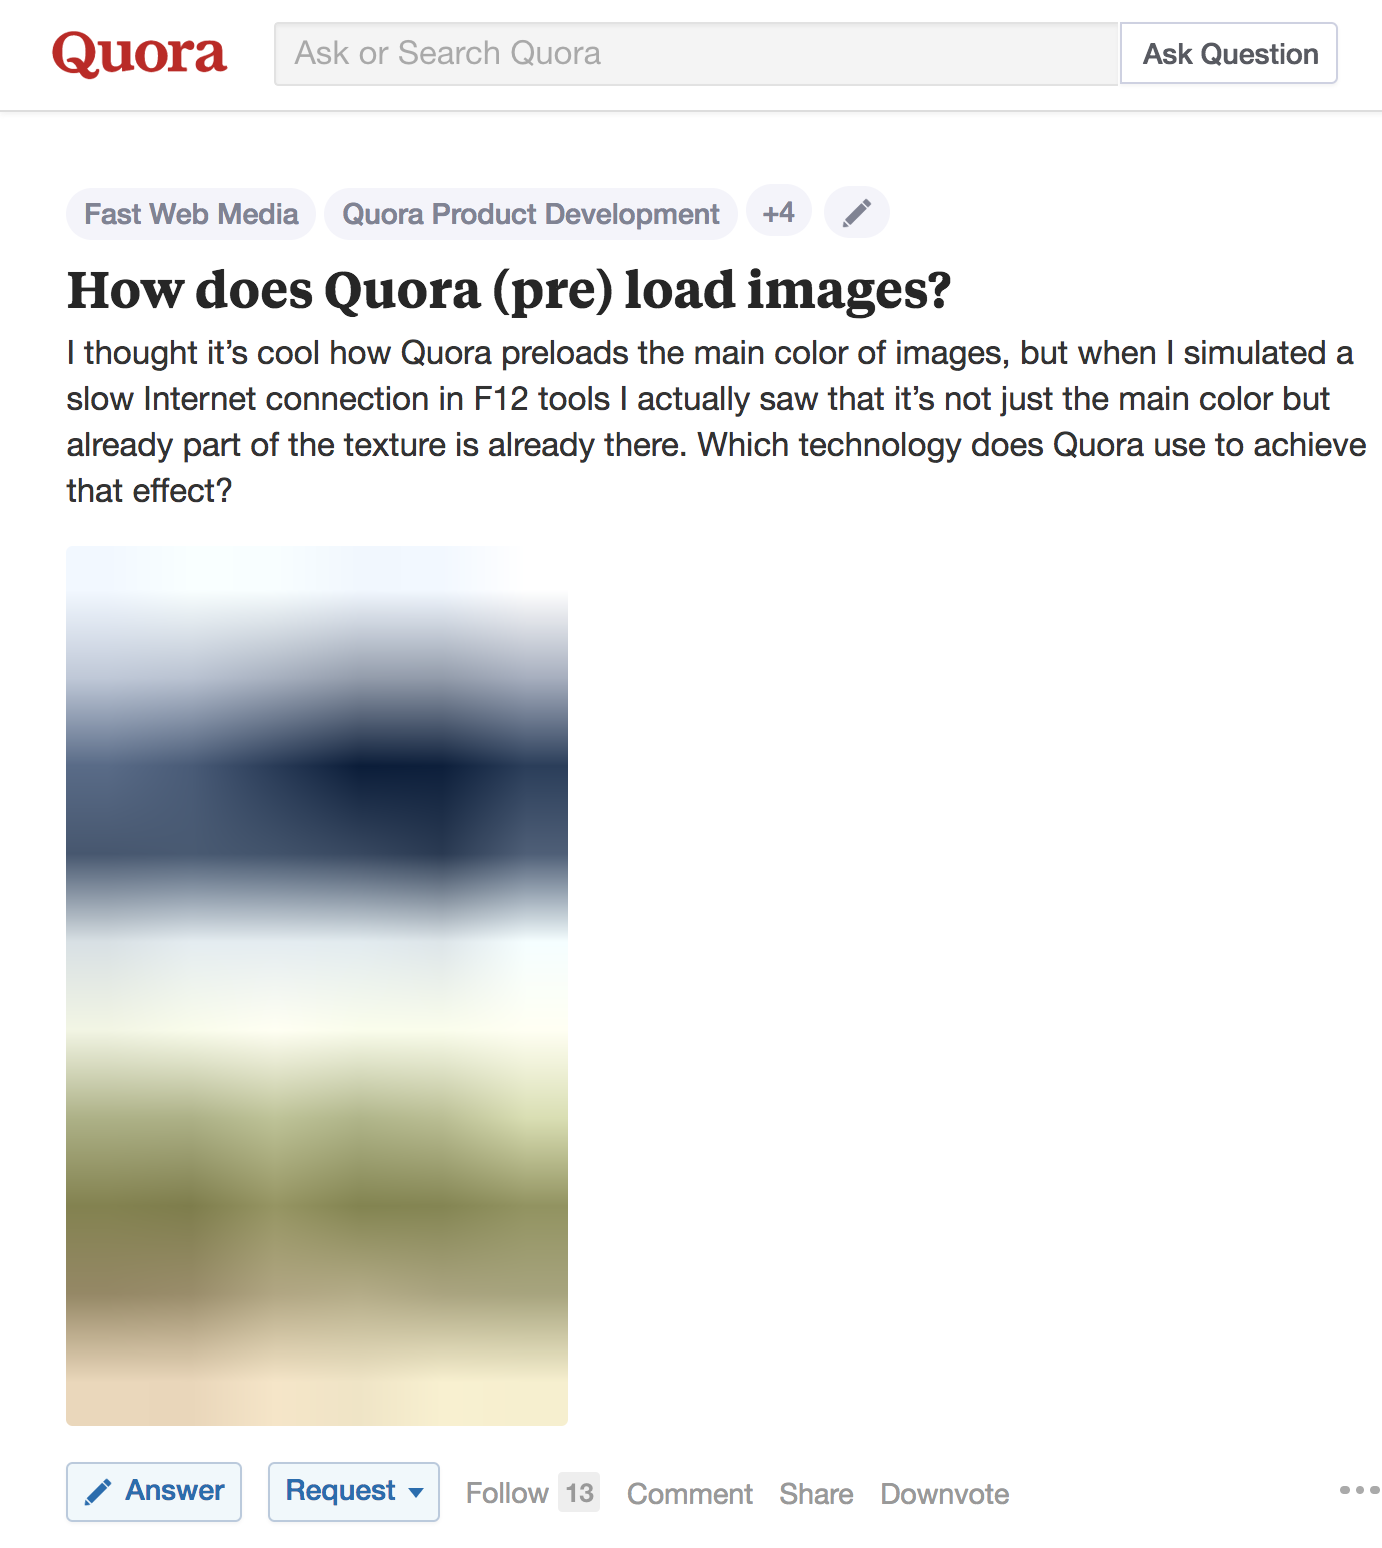 Quora
Ask or Search Quora
Ask Question
Fast Web Media
Quora Product Development
+4
How does Quora (pre) load images?
I thought it’s cool how Quora preloads the main color of images, but when I simulated a
slow Internet connection in F12 tools I actually saw that it’s not just the main color but
already part of the texture is already there. Which technology does Quora use to achieve
that effect?
Answer
Request
Follow 13
Comment
Share
Downvote